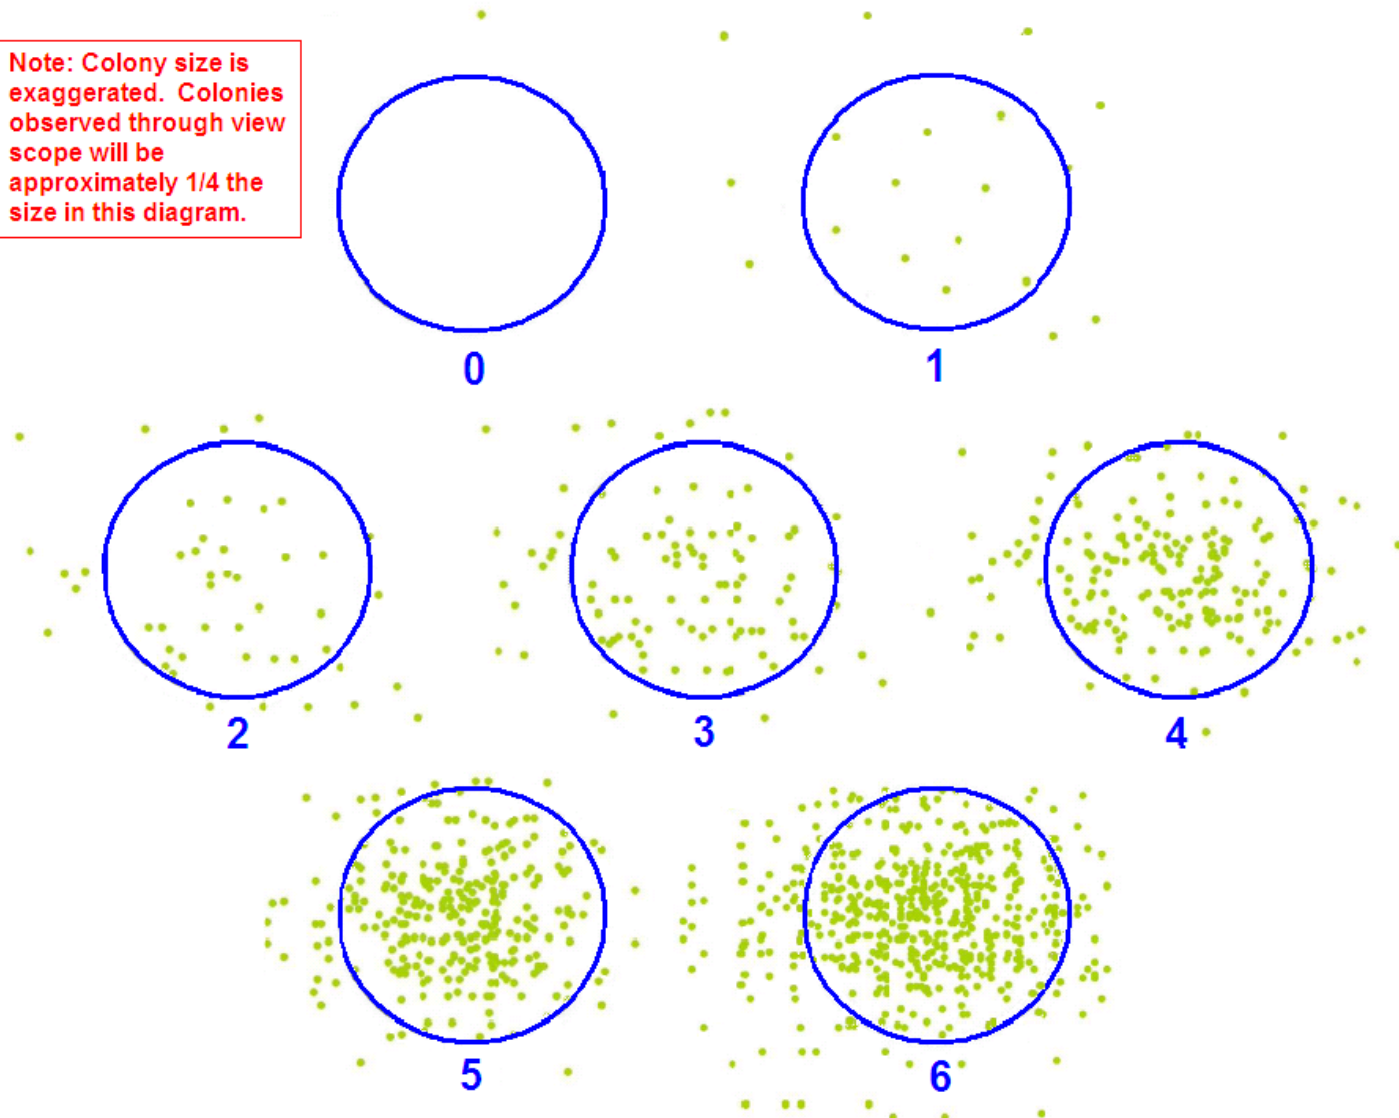 Note: Colony size is
exaggerated. Colonies
observed through view
scope will be
approximately 1/4 the
size in this diagram.
0
1
2
3
4
5
6